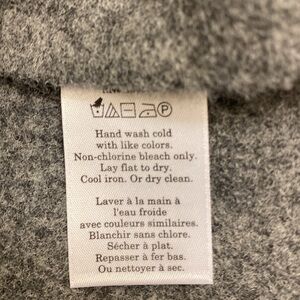 Hand wash cold
with like colors.
Non-chlorine bleach only.
Lay flat to dry.
Cool iron. Or dry clean.
Laver à la main à
l'eau froide
avec couleurs similaires.
Blanchir sans chlore.
Sécher à plat.
Repasser à fer bas.
Ou nettoyer à sec.